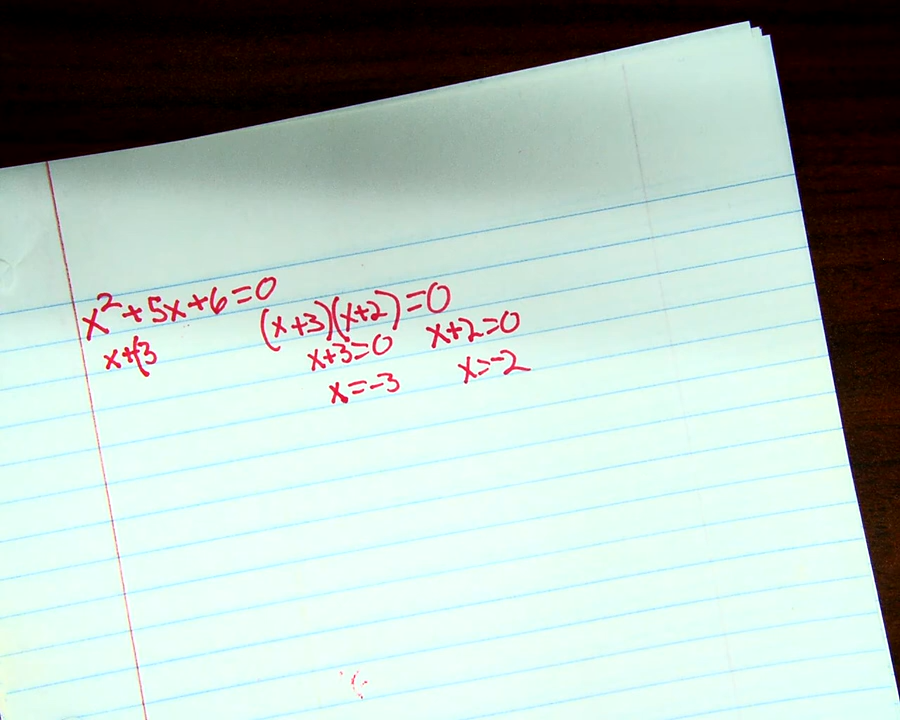 x² + 5x + 6 = 0
x + (3
(x + 3)(x + 2) = 0
x + 3 = 0 x + 2 = 0
x = -3 x = -2